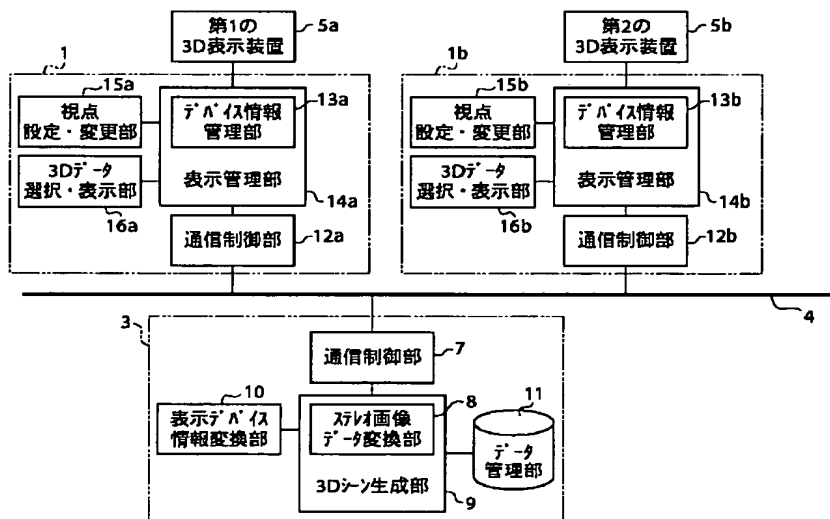 第1の
3D表示装置
5a
1
15a
視点
設定・変更部
3Dデータ
選択・表示部
16a
13a
デバイス情報
管理部
表示管理部
14a
通信制御部
12a
第2の
3D表示装置
5b
1b
15b
視点
設定・変更部
3Dデータ
選択・表示部
16b
13b
デバイス情報
管理部
表示管理部
14b
通信制御部
12b
4
3
通信制御部
7
10
表示デバイス
情報変換部
8
ステレオ画像
データ変換部
3Dシーン生成部
9
11
データ
管理部